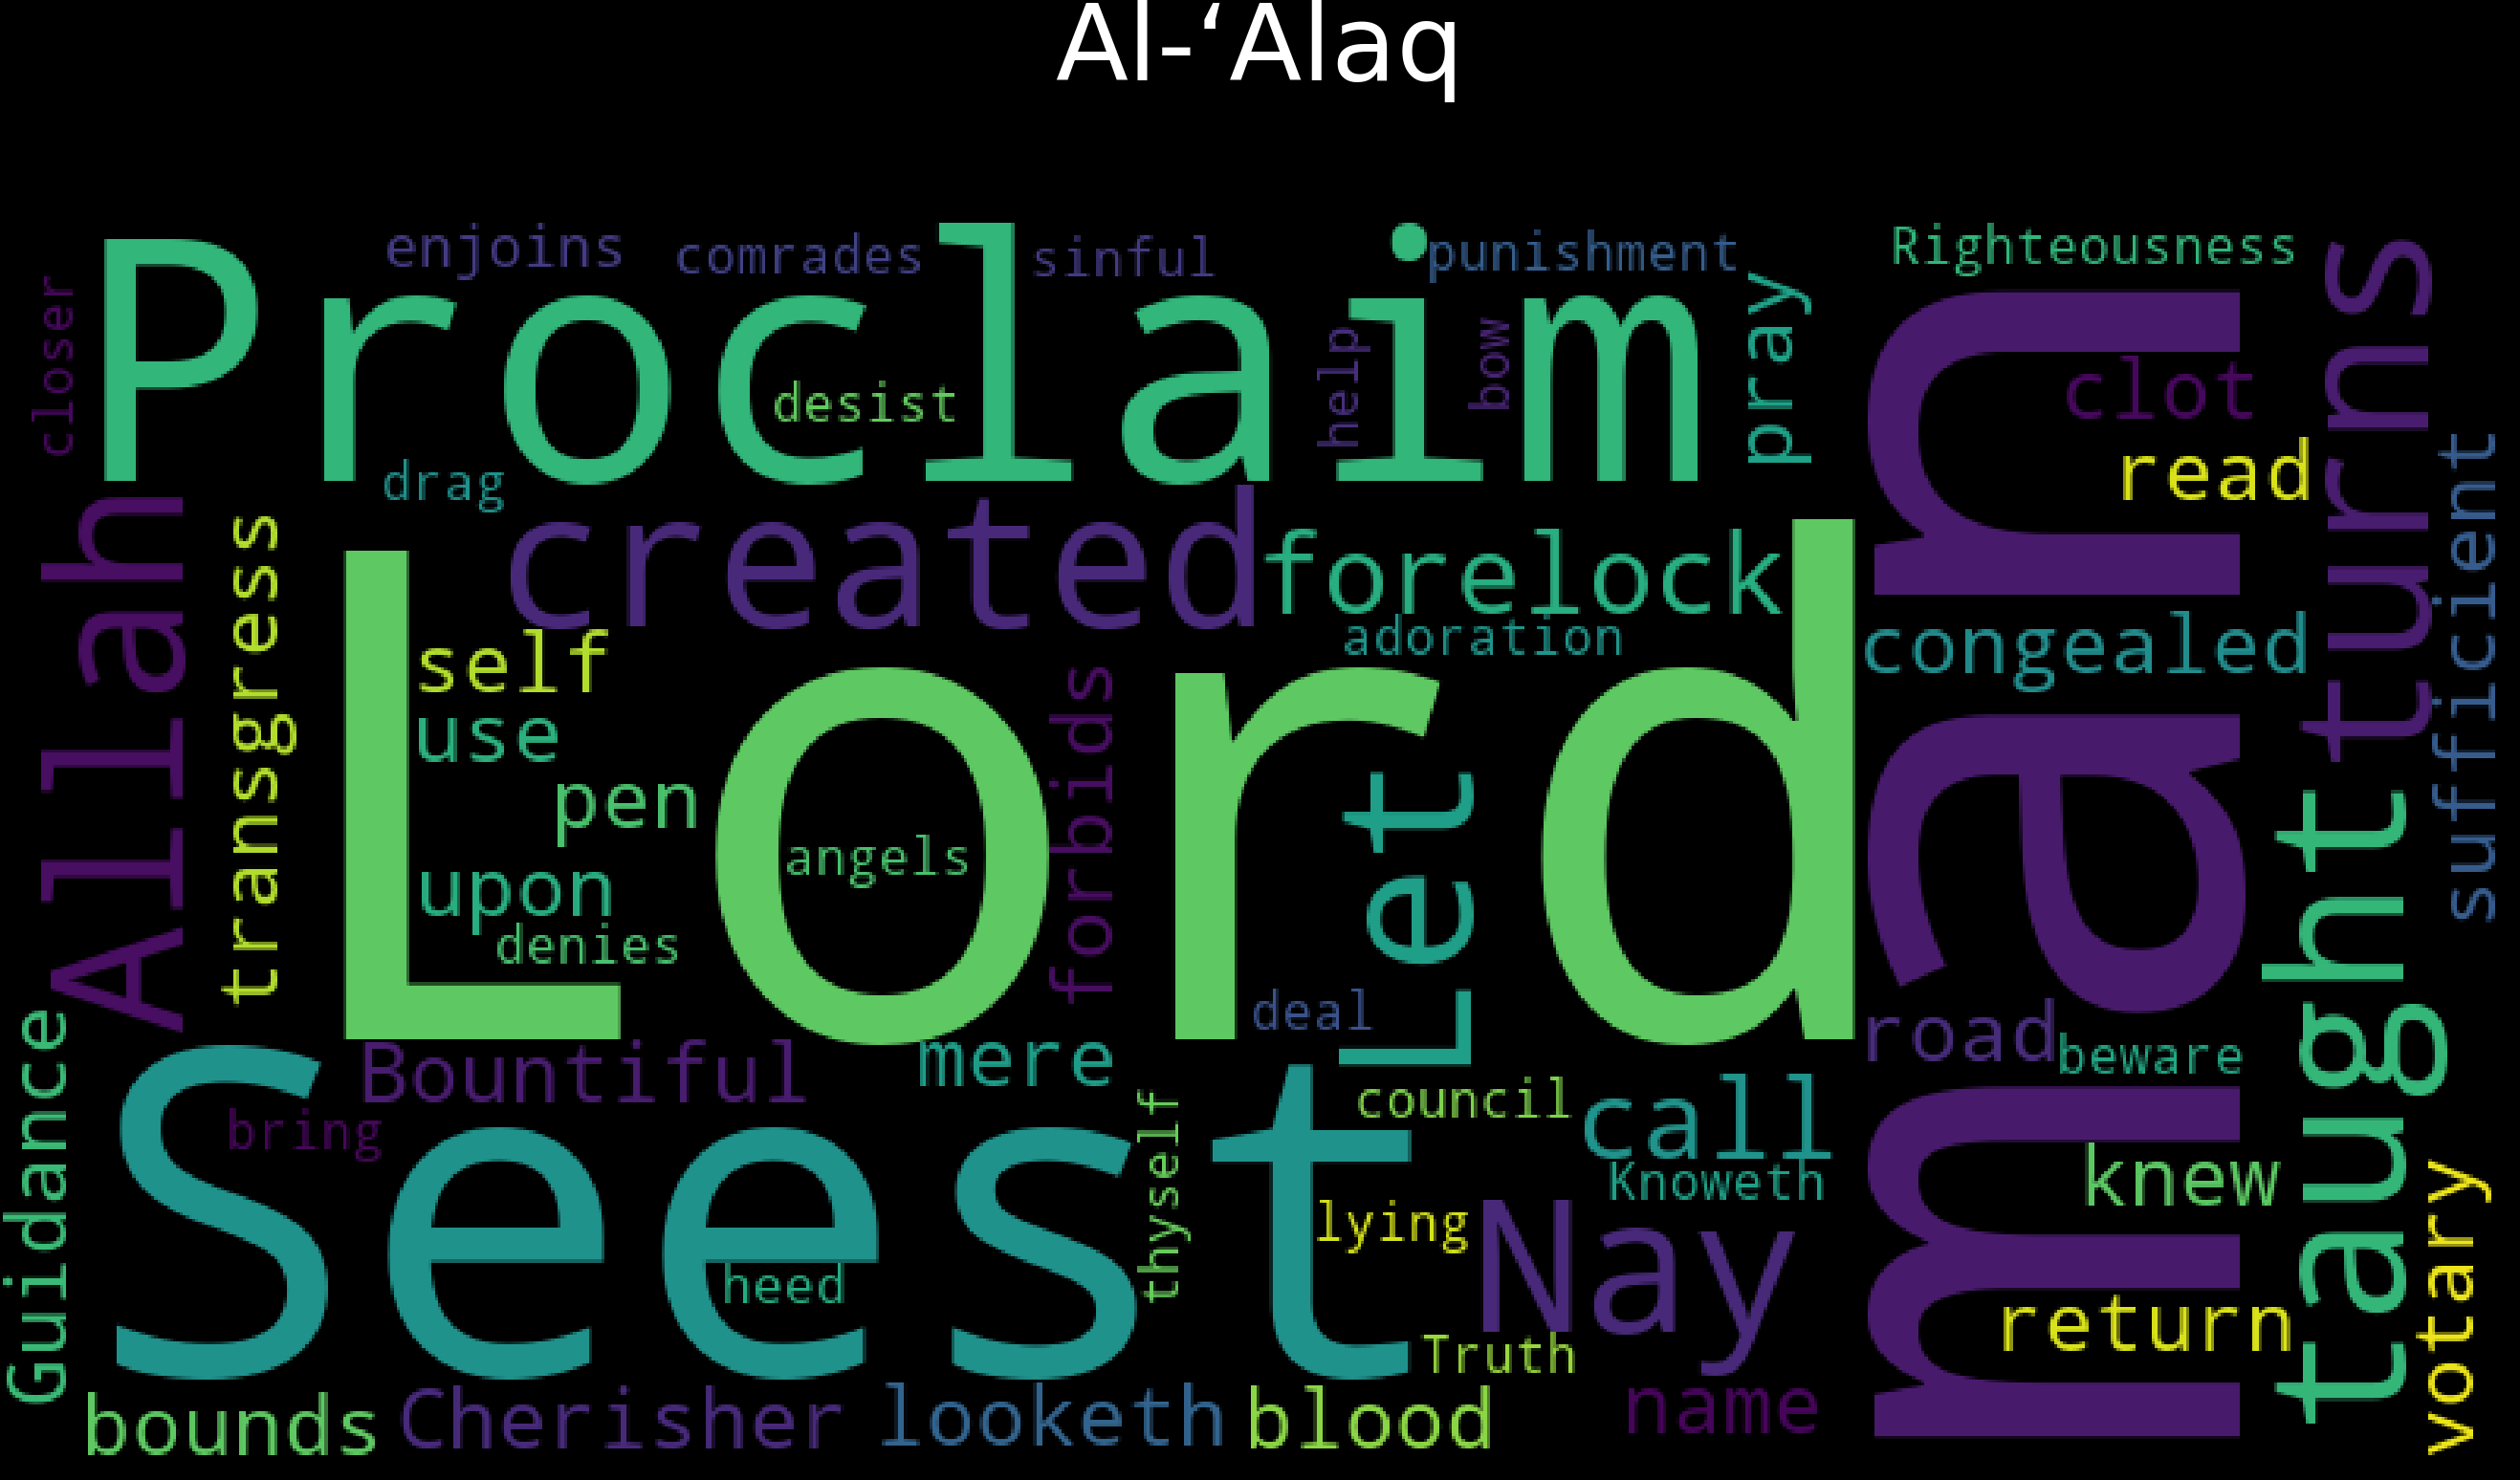 Al-‘Alaq
enjoins
comrades
sinful
punishment
Righteousness
closer
Proclaim
desist
help
bow
pray
clot
read
turns
drag
Allah
transgress
created
forelock
adoration
congealed
sufficient
man
Lord
self
use
pen
upon
denies
angels
forbids
Let
deal
road
beware
taught
Guidance
Bountiful
mere
bring
Seest
heed
thyself
council
call
Knoweth
lying
Nay
Truth
knew
return
votary
bounds
Cherisher
looketh
blood
name